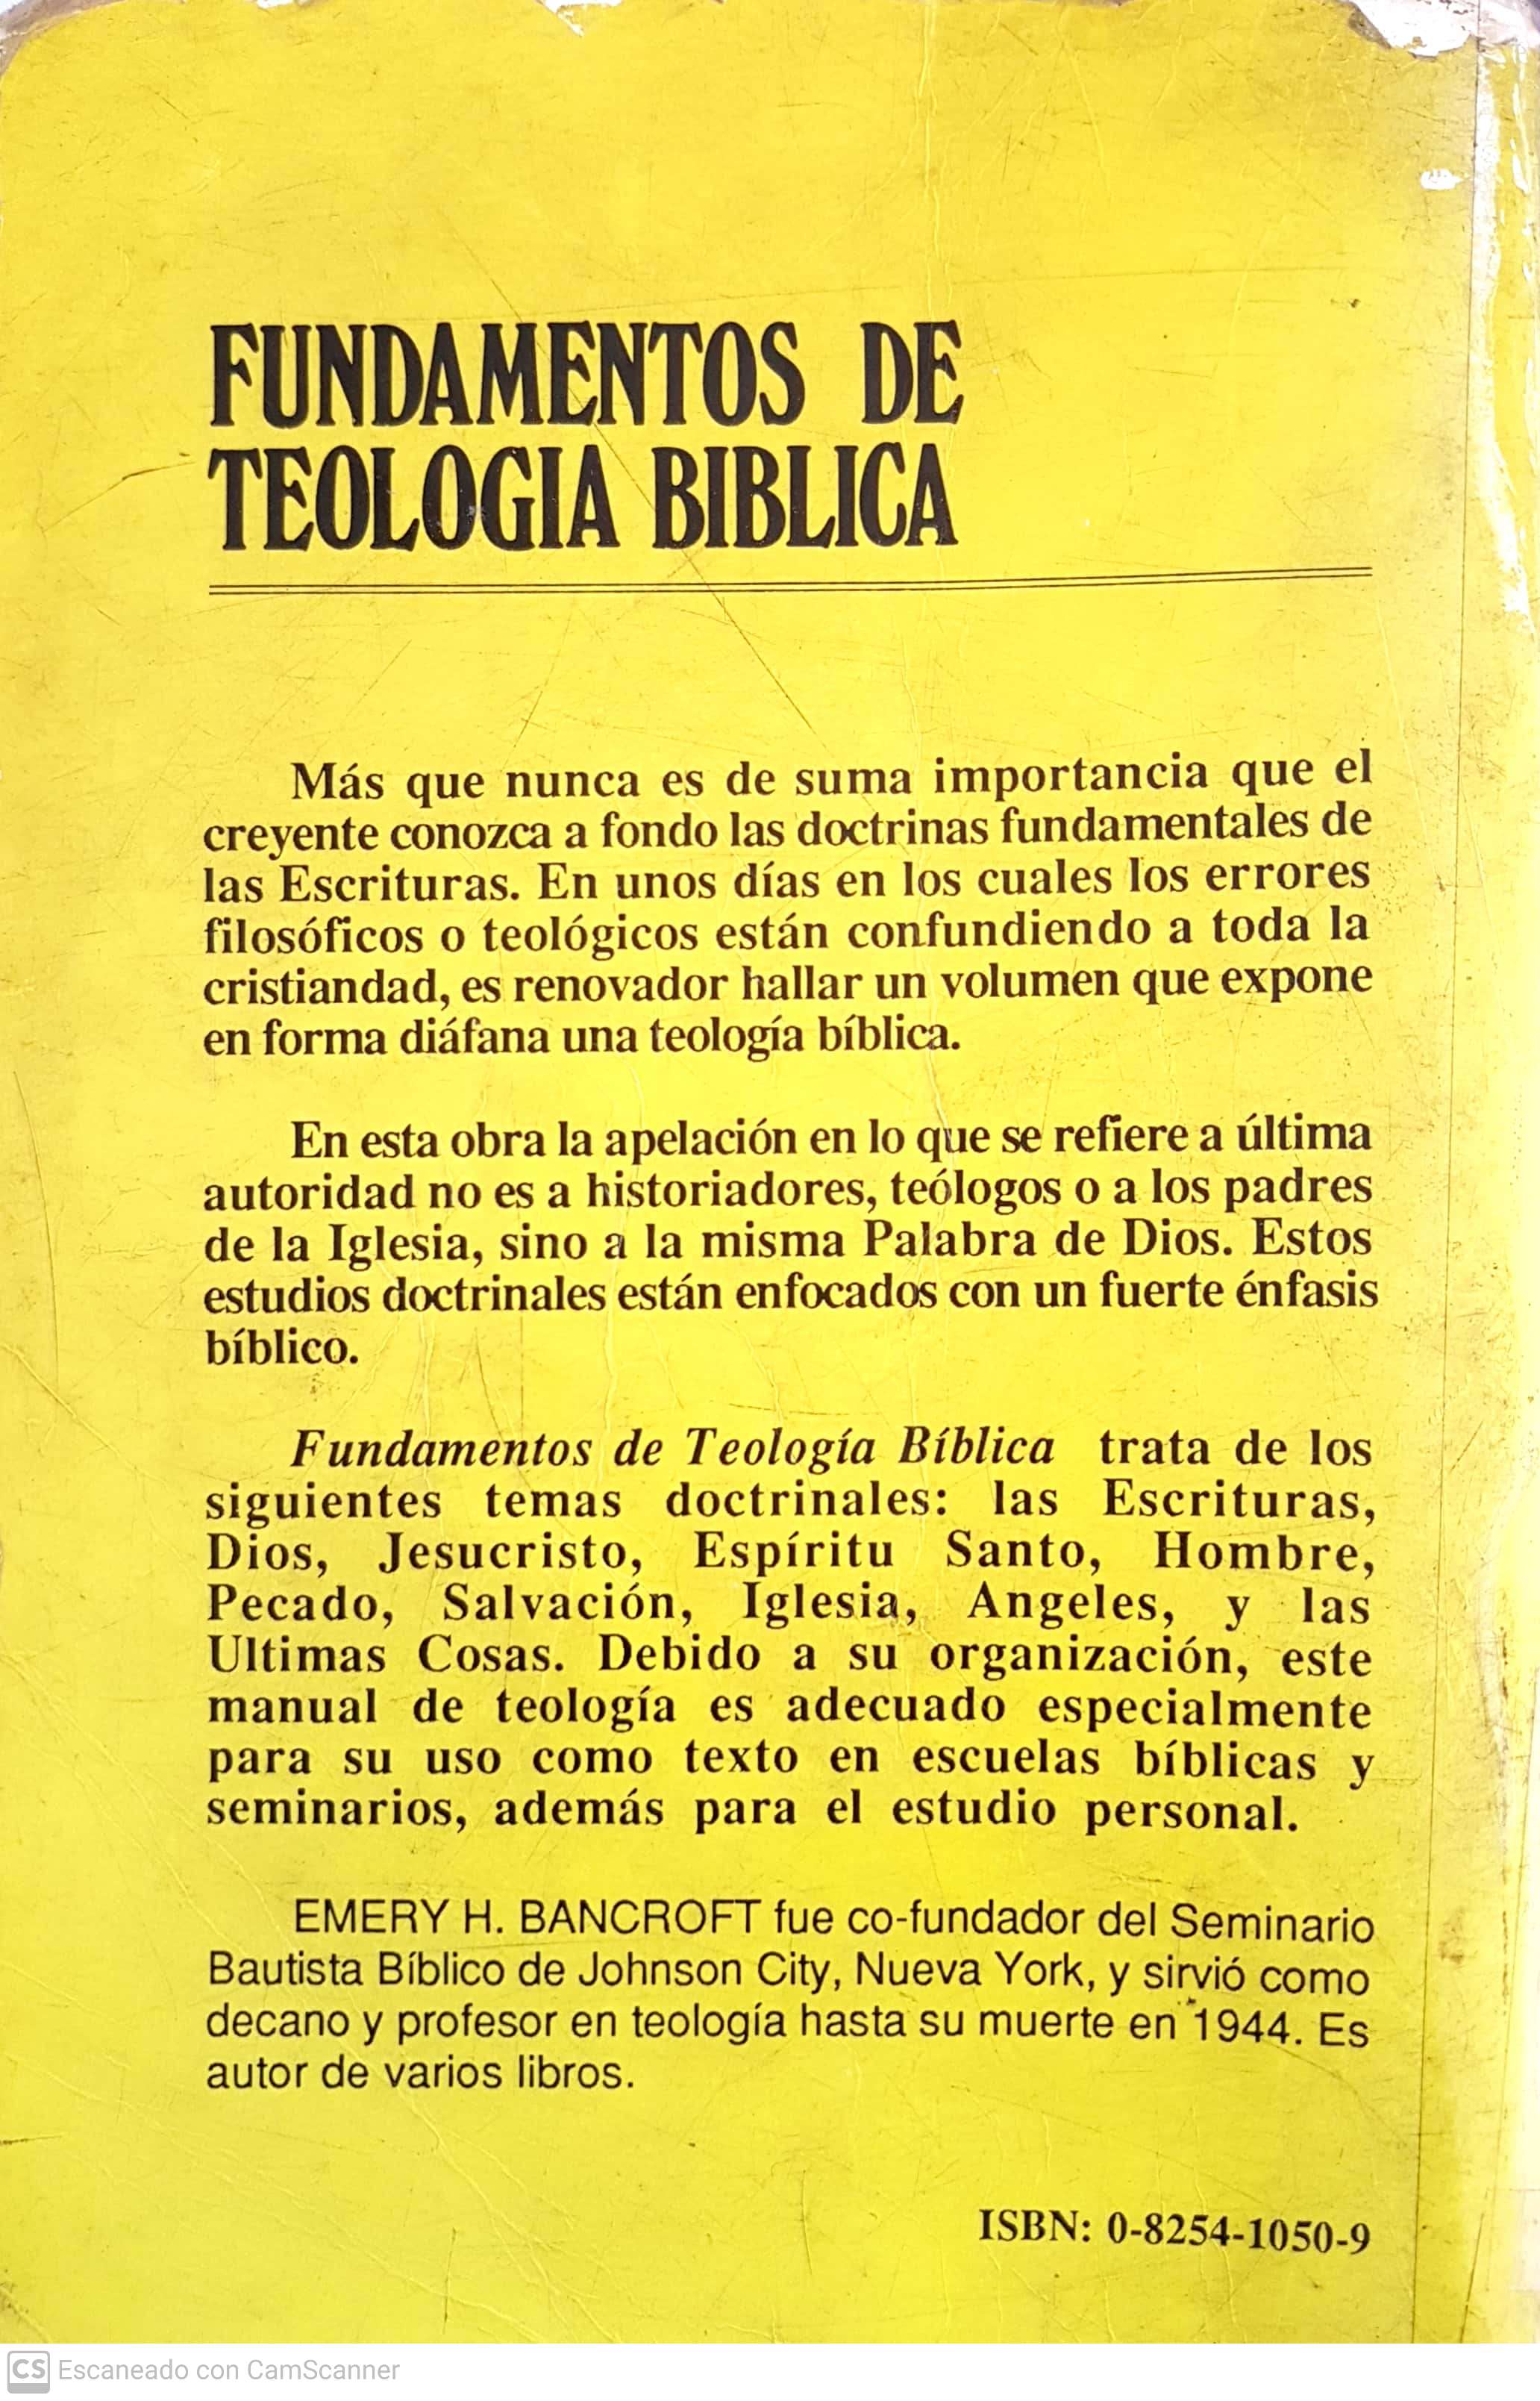 FUNDAMENTOS DE
TEOLOGIA BIBLICA
Más que nunca es de suma importancia que el
creyente conozca a fondo las doctrinas fundamentales de
las Escrituras. En unos días en los cuales los errores
filosóficos o teológicos están confundiendo a toda la
cristiandad, es renovador hallar un volumen que expone
en forma diáfana una teología bíblica.
En esta obra la apelación en lo que se refiere a última
autoridad no es a historiadores, teólogos o a los padres
de la Iglesia, sino a la misma Palabra de Dios. Estos
estudios doctrinales están enfocados con un fuerte énfasis
bíblico.
Fundamentos de Teología Bíblica trata de los
siguientes temas doctrinales: las Escrituras,
Dios, Jesucristo, Espíritu Santo, Hombre,
Pecado, Salvación, Iglesia, Angeles, y las
Ultimas Cosas. Debido a su organización, este
manual de teología es adecuado especialmente
para su uso como texto en escuelas bíblicas y
seminarios, además para el estudio personal.
EMERY H. BANCROFT fue co-fundador del Seminario
Bautista Bíblico de Johnson City, Nueva York, y sirvió como
decano y profesor en teología hasta su muerte en 1944. Es
autor de varios libros.
ISBN: 0-8254-1050-9
CS Escaneado con CamScanner